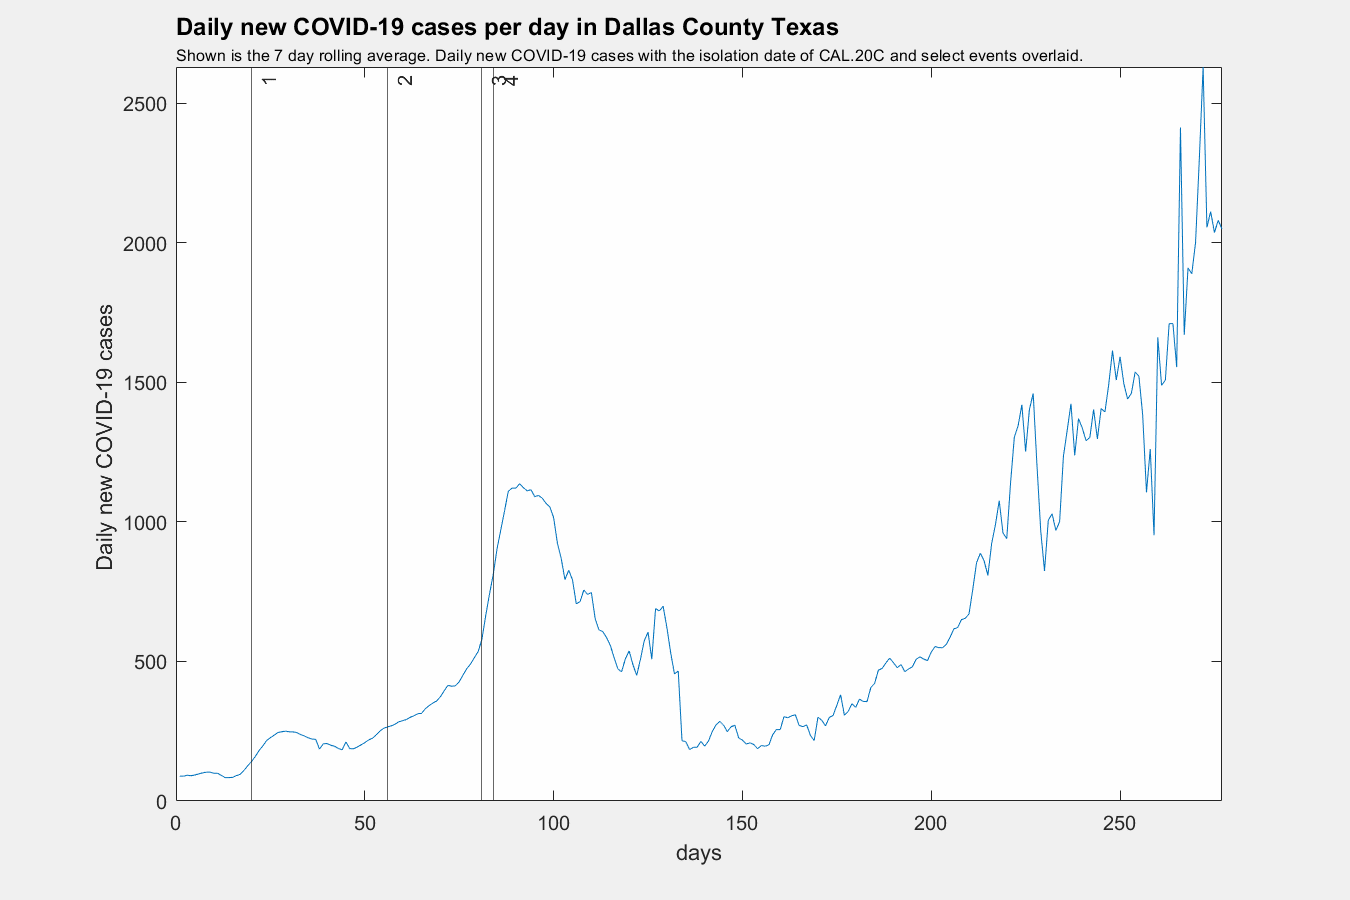 Daily new COVID-19 cases per day in Dallas County Texas
Shown is the 7 day rolling average. Daily new COVID-19 cases with the isolation date of CAL.20C and select events overlaid.
1
2
3
4
2500
2000
1500
1000
500
0
Daily new COVID-19 cases
0 50 100 150 200 250
days